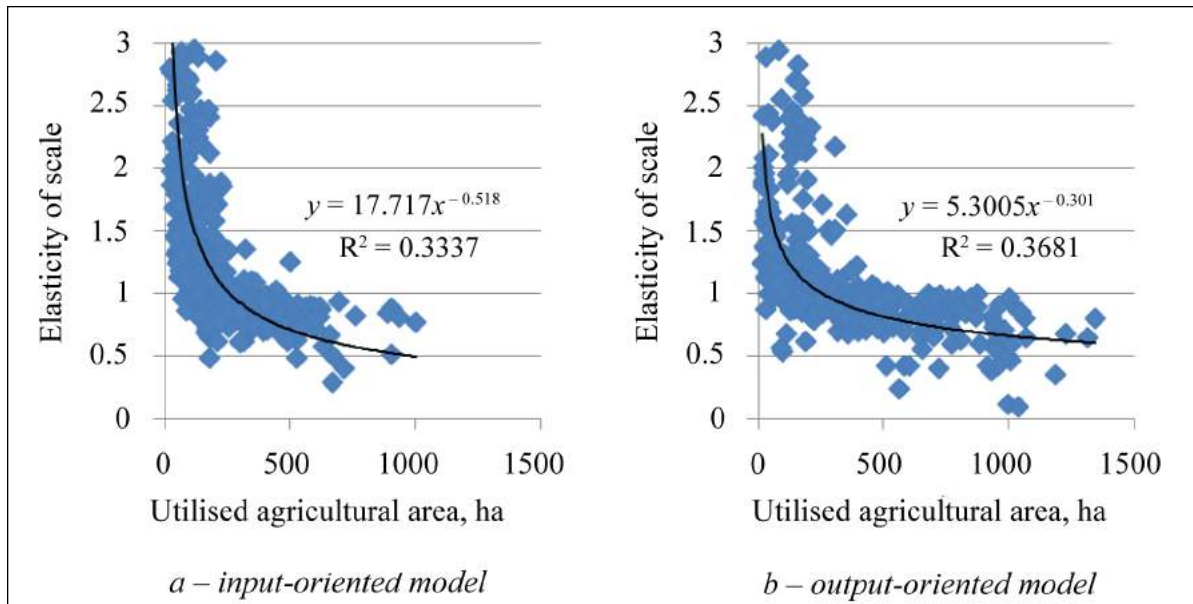 3
2.5
2
1.5
1
0.5
0
Elasticity of scale
y = 17.717x^{– 0.518}
R² = 0.3337
0 500 1000 1500
Utilised agricultural area, ha
a – input-oriented model
3
2.5
2
1.5
1
0.5
0
Elasticity of scale
y = 5.3005x^{– 0.301}
R² = 0.3681
0 500 1000 1500
Utilised agricultural area, ha
b – output-oriented model